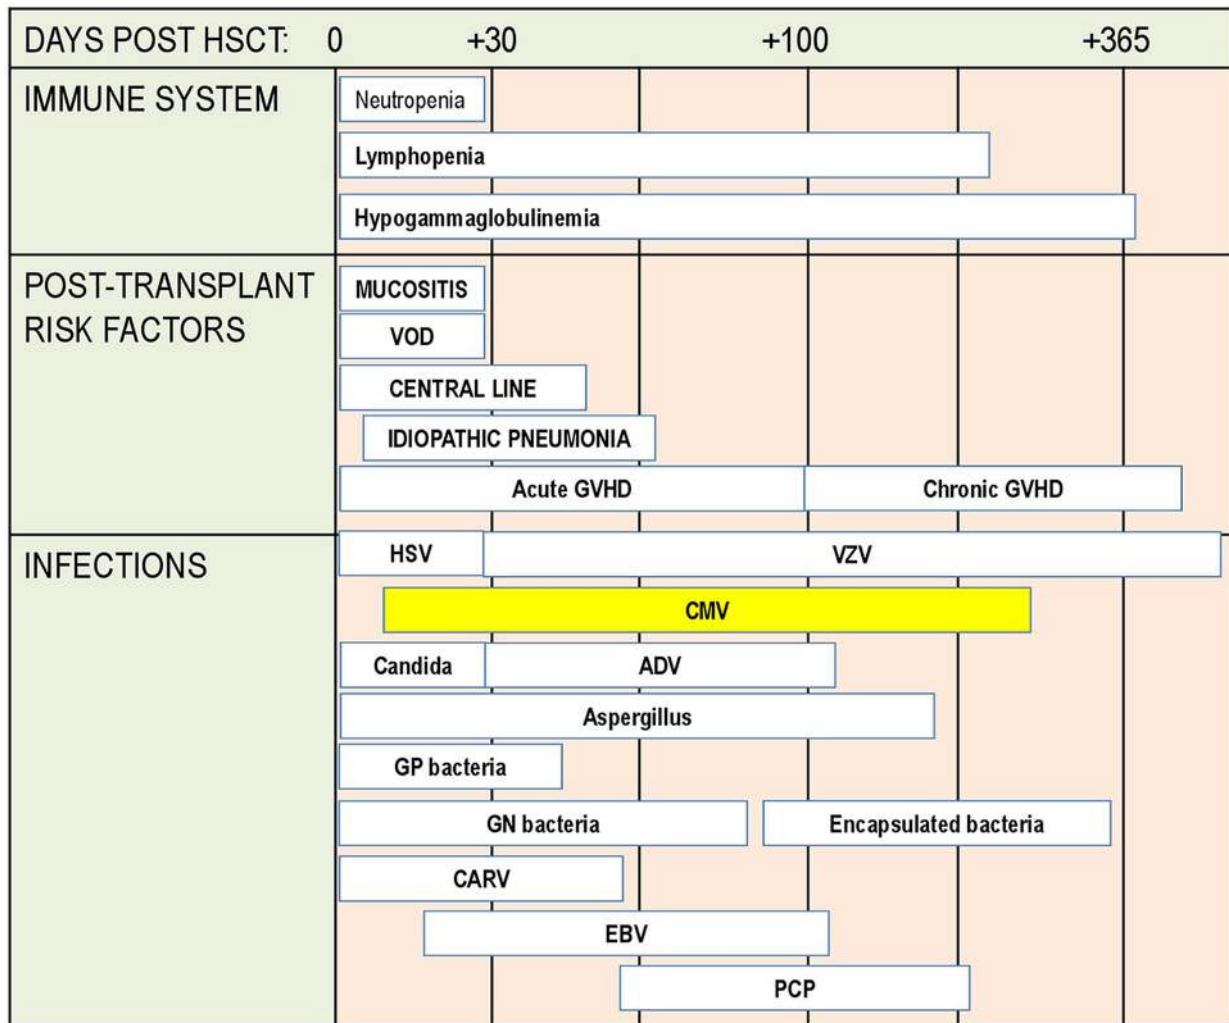 DAYS POST HSCT: 0 +30 +100 +365
IMMUNE SYSTEM
Neutropenia
Lymphopenia
Hypogammaglobulinemia
POST-TRANSPLANT
RISK FACTORS
MUCOSITIS
VOD
CENTRAL LINE
IDIOPATHIC PNEUMONIA
Acute GVHD Chronic GVHD
INFECTIONS
HSV VZV
CMV
Candida ADV
Aspergillus
GP bacteria
GN bacteria Encapsulated bacteria
CARV
EBV
PCP